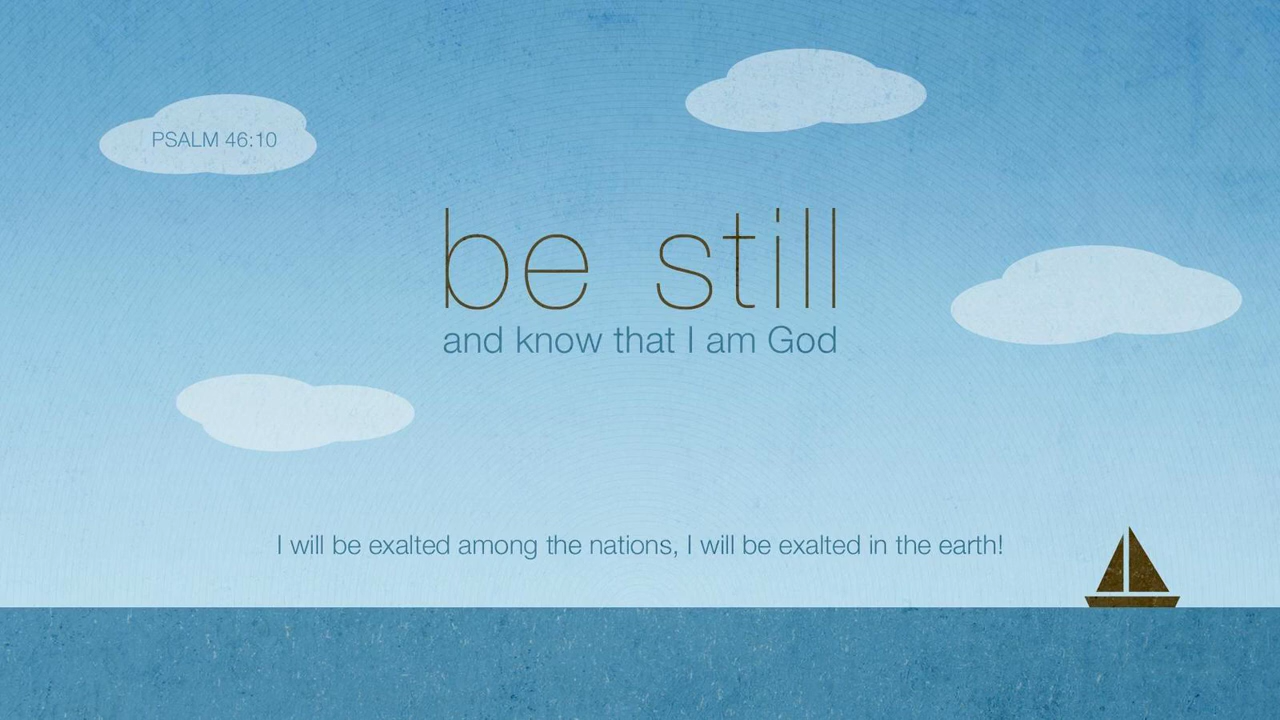 PSALM 46:10
be still
and know that I am God
I will be exalted among the nations, I will be exalted in the earth!